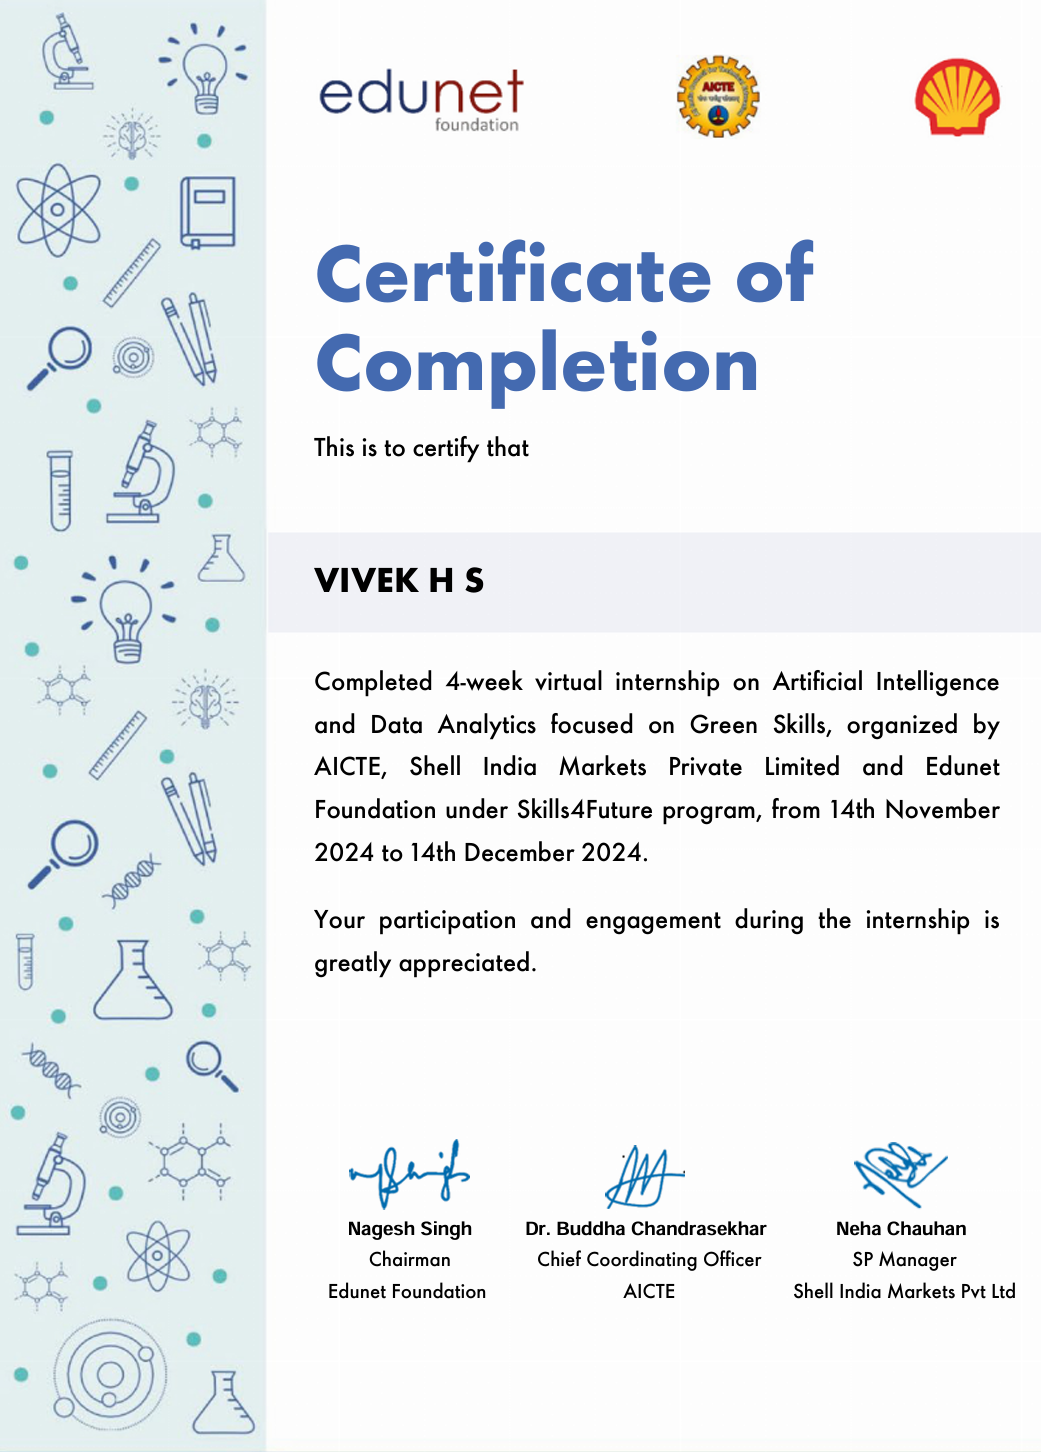 edunet
foundation
AICTE
Certificate of
Completion
This is to certify that
VIVEK H S
Completed 4-week virtual internship on Artificial Intelligence
and Data Analytics focused on Green Skills, organized by
AICTE, Shell India Markets Private Limited and Edunet
Foundation under Skills4Future program, from 14th November
2024 to 14th December 2024.
Your participation and engagement during the internship is
greatly appreciated.
Nagesh Singh
Chairman
Edunet Foundation
Dr. Buddha Chandrasekhar
Chief Coordinating Officer
AICTE
Neha Chauhan
SP Manager
Shell India Markets Pvt Ltd